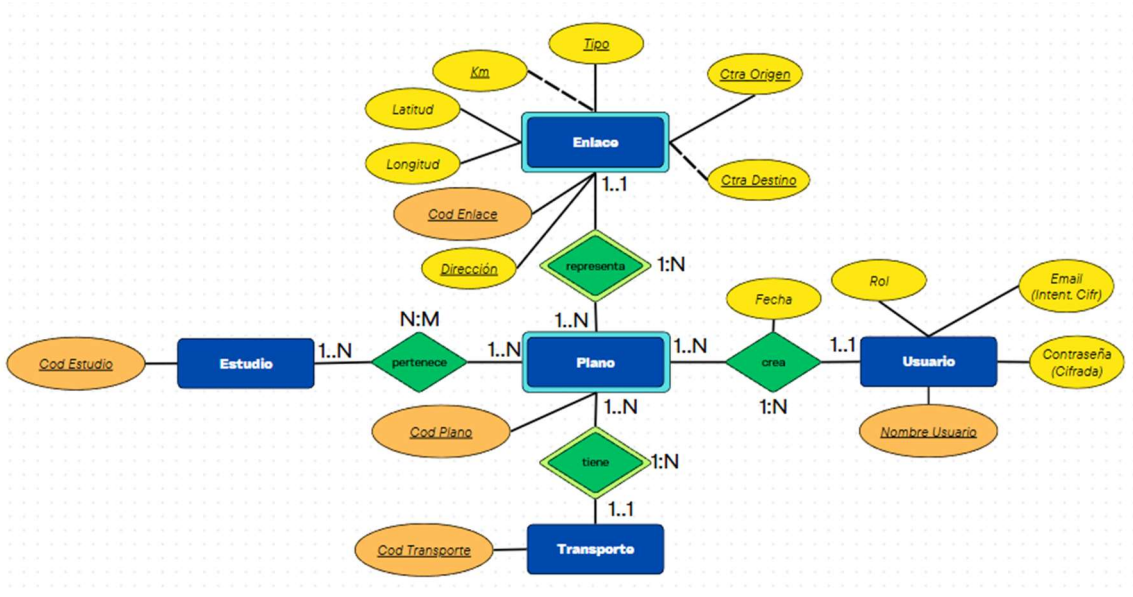 Tipo
Km
Ctra Origen
Latitud
Enlace
Longitud
Ctra Destino
1..1
Cod Enlace
Dirección
representa
1:N
Fecha
Rol
Email
(Intent. Cifr)
N:M
1..N
Cod Estudio
Estudio
1..N
pertenece
1..N
Plano
1..N
crea
1..1
Usuario
Contraseña
(Cifrada)
1:N
1..N
Cod Plano
Nombre Usuario
tiene
1:N
1..1
Cod Transporte
Transporte